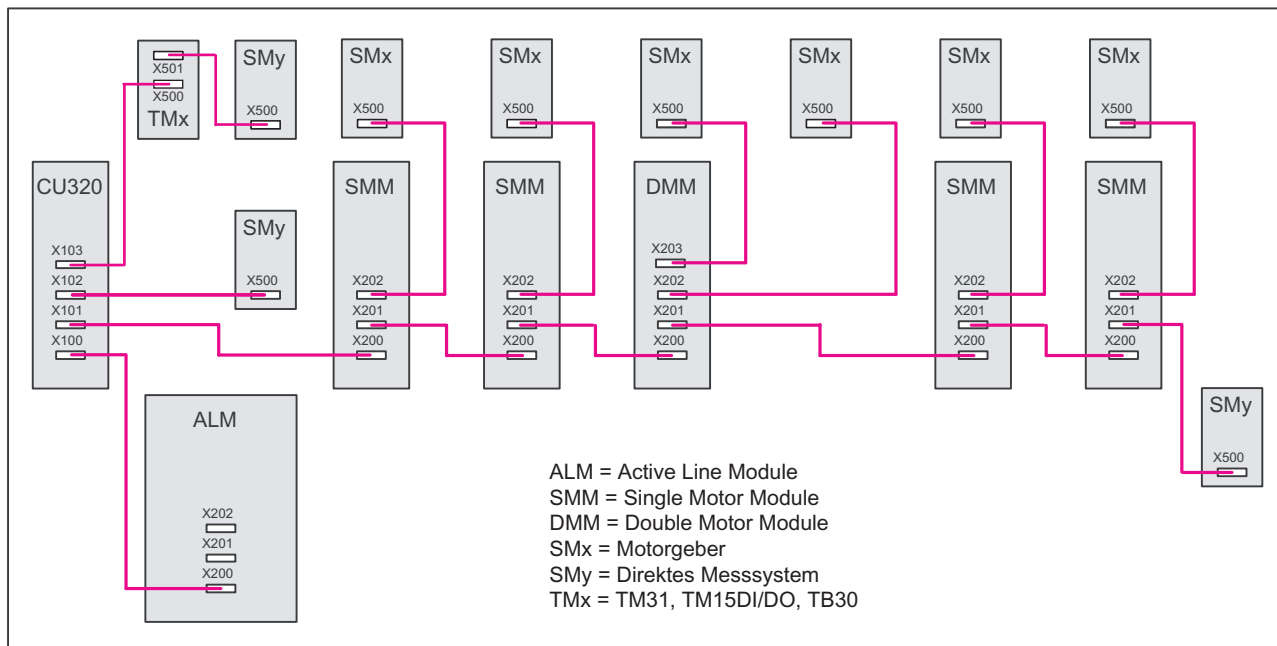 X501
X500
TMx
SMy
X500
SMx
X500
SMx
X500
SMx
X500
SMx
X500
SMx
X500
SMx
X500
CU320
X103
X102
X101
X100
SMy
X500
SMM
X202
X201
X200
SMM
X202
X201
X200
DMM
X203
X202
X201
X200
SMM
X202
X201
X200
SMM
X202
X201
X200
SMy
X500
ALM
X202
X201
X200
ALM = Active Line Module
SMM = Single Motor Module
DMM = Double Motor Module
SMx = Motorgeber
SMy = Direktes Messsystem
TMx = TM31, TM15DI/DO, TB30